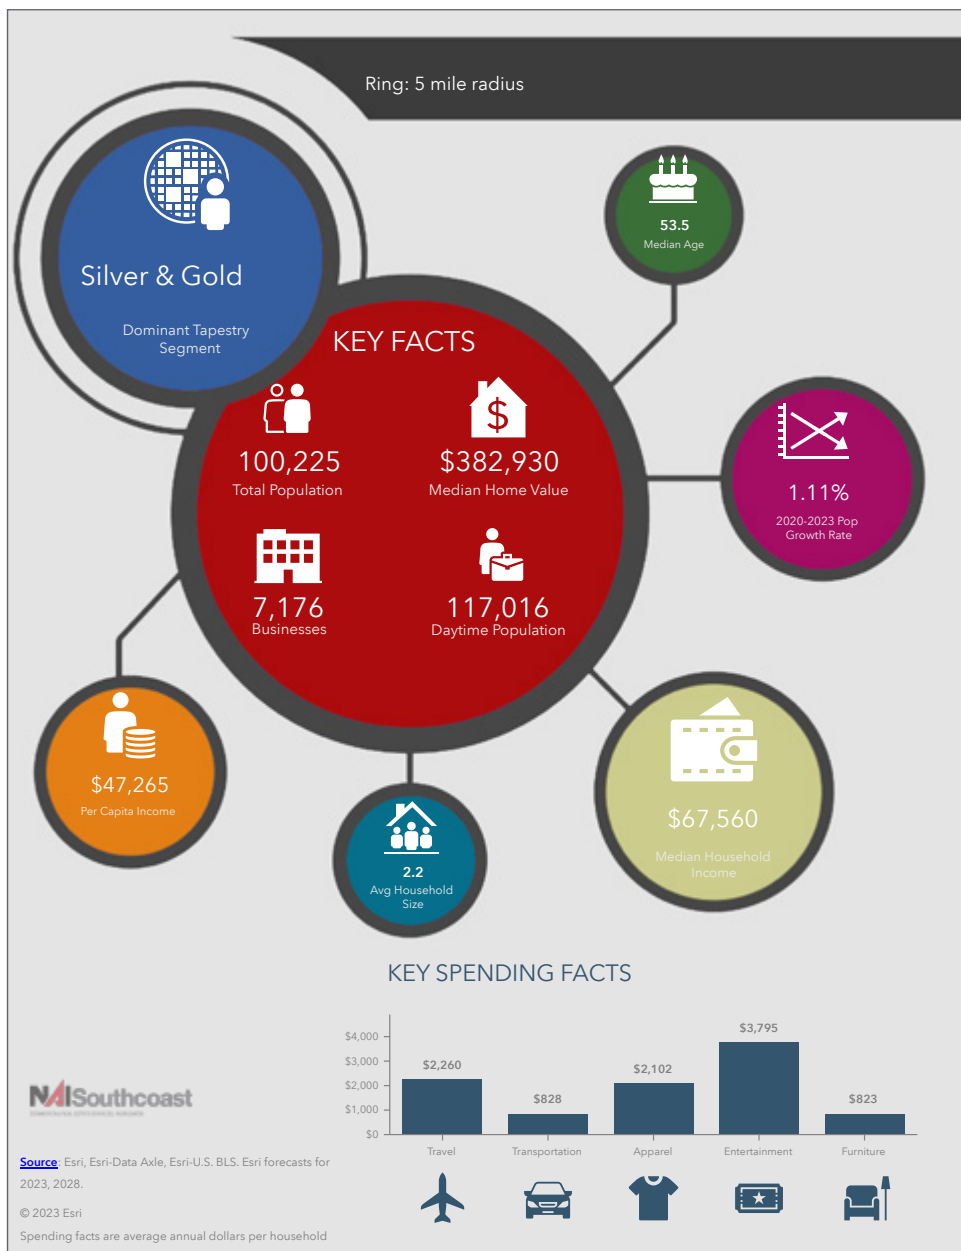 Ring: 5 mile radius
Silver & Gold
Dominant Tapestry
Segment
53.5
Median Age
KEY FACTS
100,225
Total Population
$382,930
Median Home Value
7,176
Businesses
117,016
Daytime Population
1.11%
2020-2023 Pop
Growth Rate
$47,265
Per Capita Income
2.2
Avg Household
Size
$67,560
Median Household
Income
KEY SPENDING FACTS
$4,000
$3,000
$2,000
$1,000
$0
$2,260
$828
$2,102
$3,795
$823
Travel
Transportation
Apparel
Entertainment
Furniture
NAISouthcoast
Source: Esri, Esri-Data Axle, Esri-U.S. BLS. Esri forecasts for
2023, 2028.
© 2023 Esri
Spending facts are average annual dollars per household